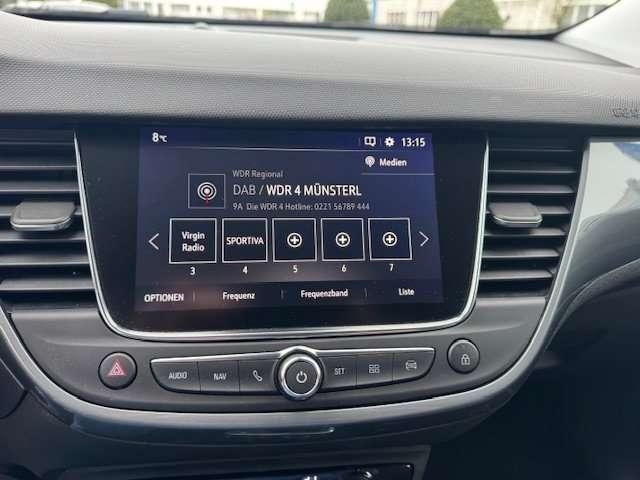 8°C 13:15
Medien
WDR Regional
DAB / WDR 4 MÜNSTERL
9A Die WDR 4 Hotline: 0221 56789 444
Virgin Radio
SPORTIVA
3 4 5 6 7
OPTIONEN Frequenz Frequenzband Liste
AUDIO NAV SET